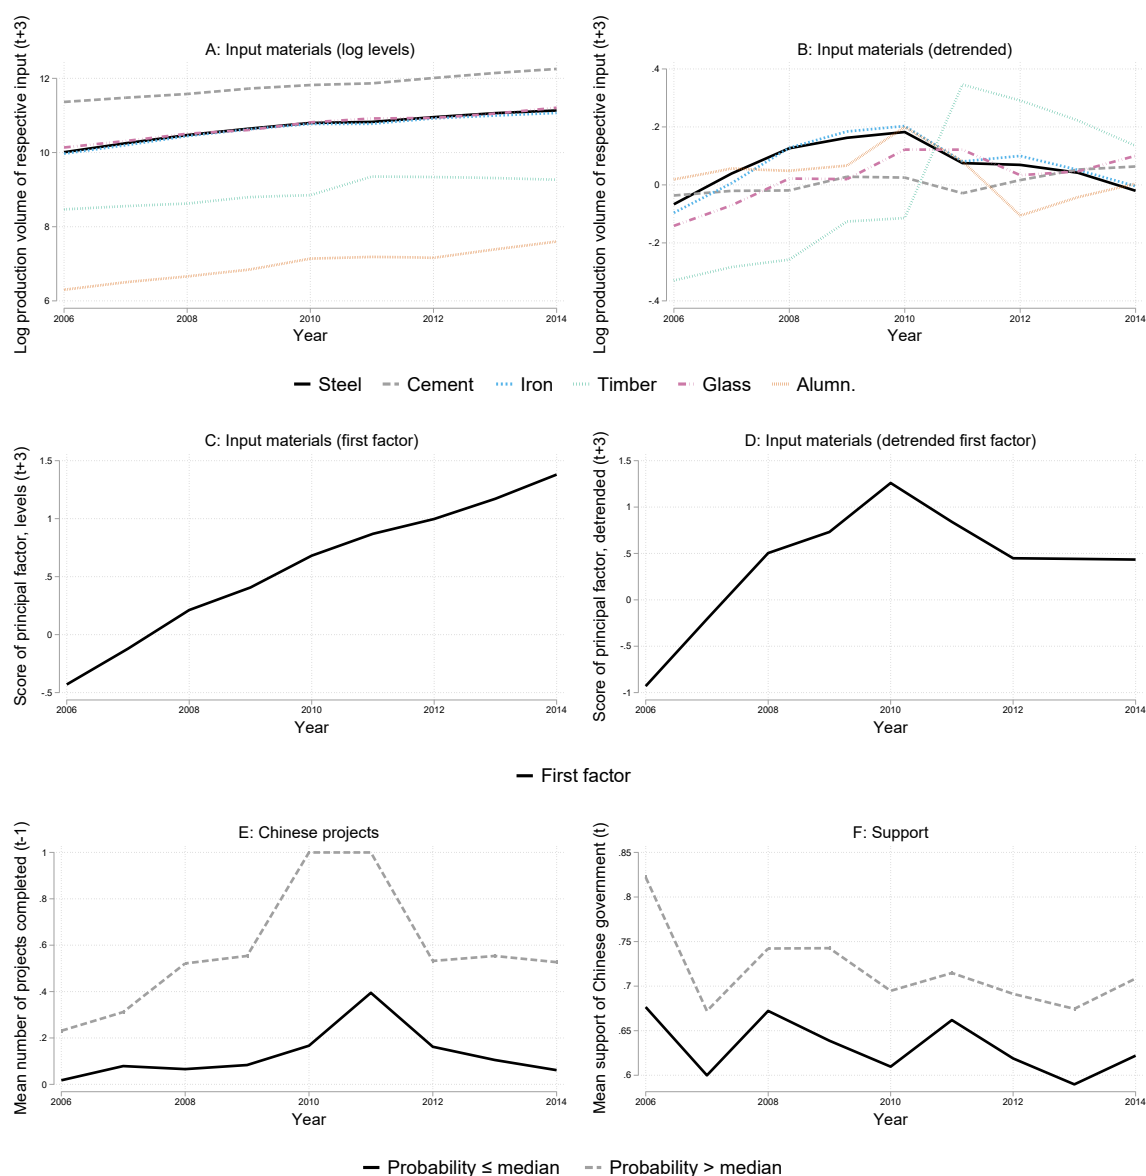 A: Input materials (log levels)
Log production volume of respective input (t+3)
12
10
8
6
2006 2008 2010 2012 2014
Year
B: Input materials (detrended)
Log production volume of respective input (t+3)
.4
.2
0
-.2
-.4
2006 2008 2010 2012 2014
Year
Steel Cement Iron Timber Glass Alumn.
C: Input materials (first factor)
Score of principal factor, levels (t+3)
1.5
1
.5
0
-.5
2006 2008 2010 2012 2014
Year
D: Input materials (detrended first factor)
Score of principal factor, detrended (t+3)
1.5
1
.5
0
-.5
-1
2006 2008 2010 2012 2014
Year
First factor
E: Chinese projects
Mean number of projects completed (t-1)
1
.8
.6
.4
.2
0
2006 2008 2010 2012 2014
Year
F: Support
Mean support of Chinese government (t)
.85
.8
.75
.7
.65
.6
2006 2008 2010 2012 2014
Year
Probability ≤ median Probability > median